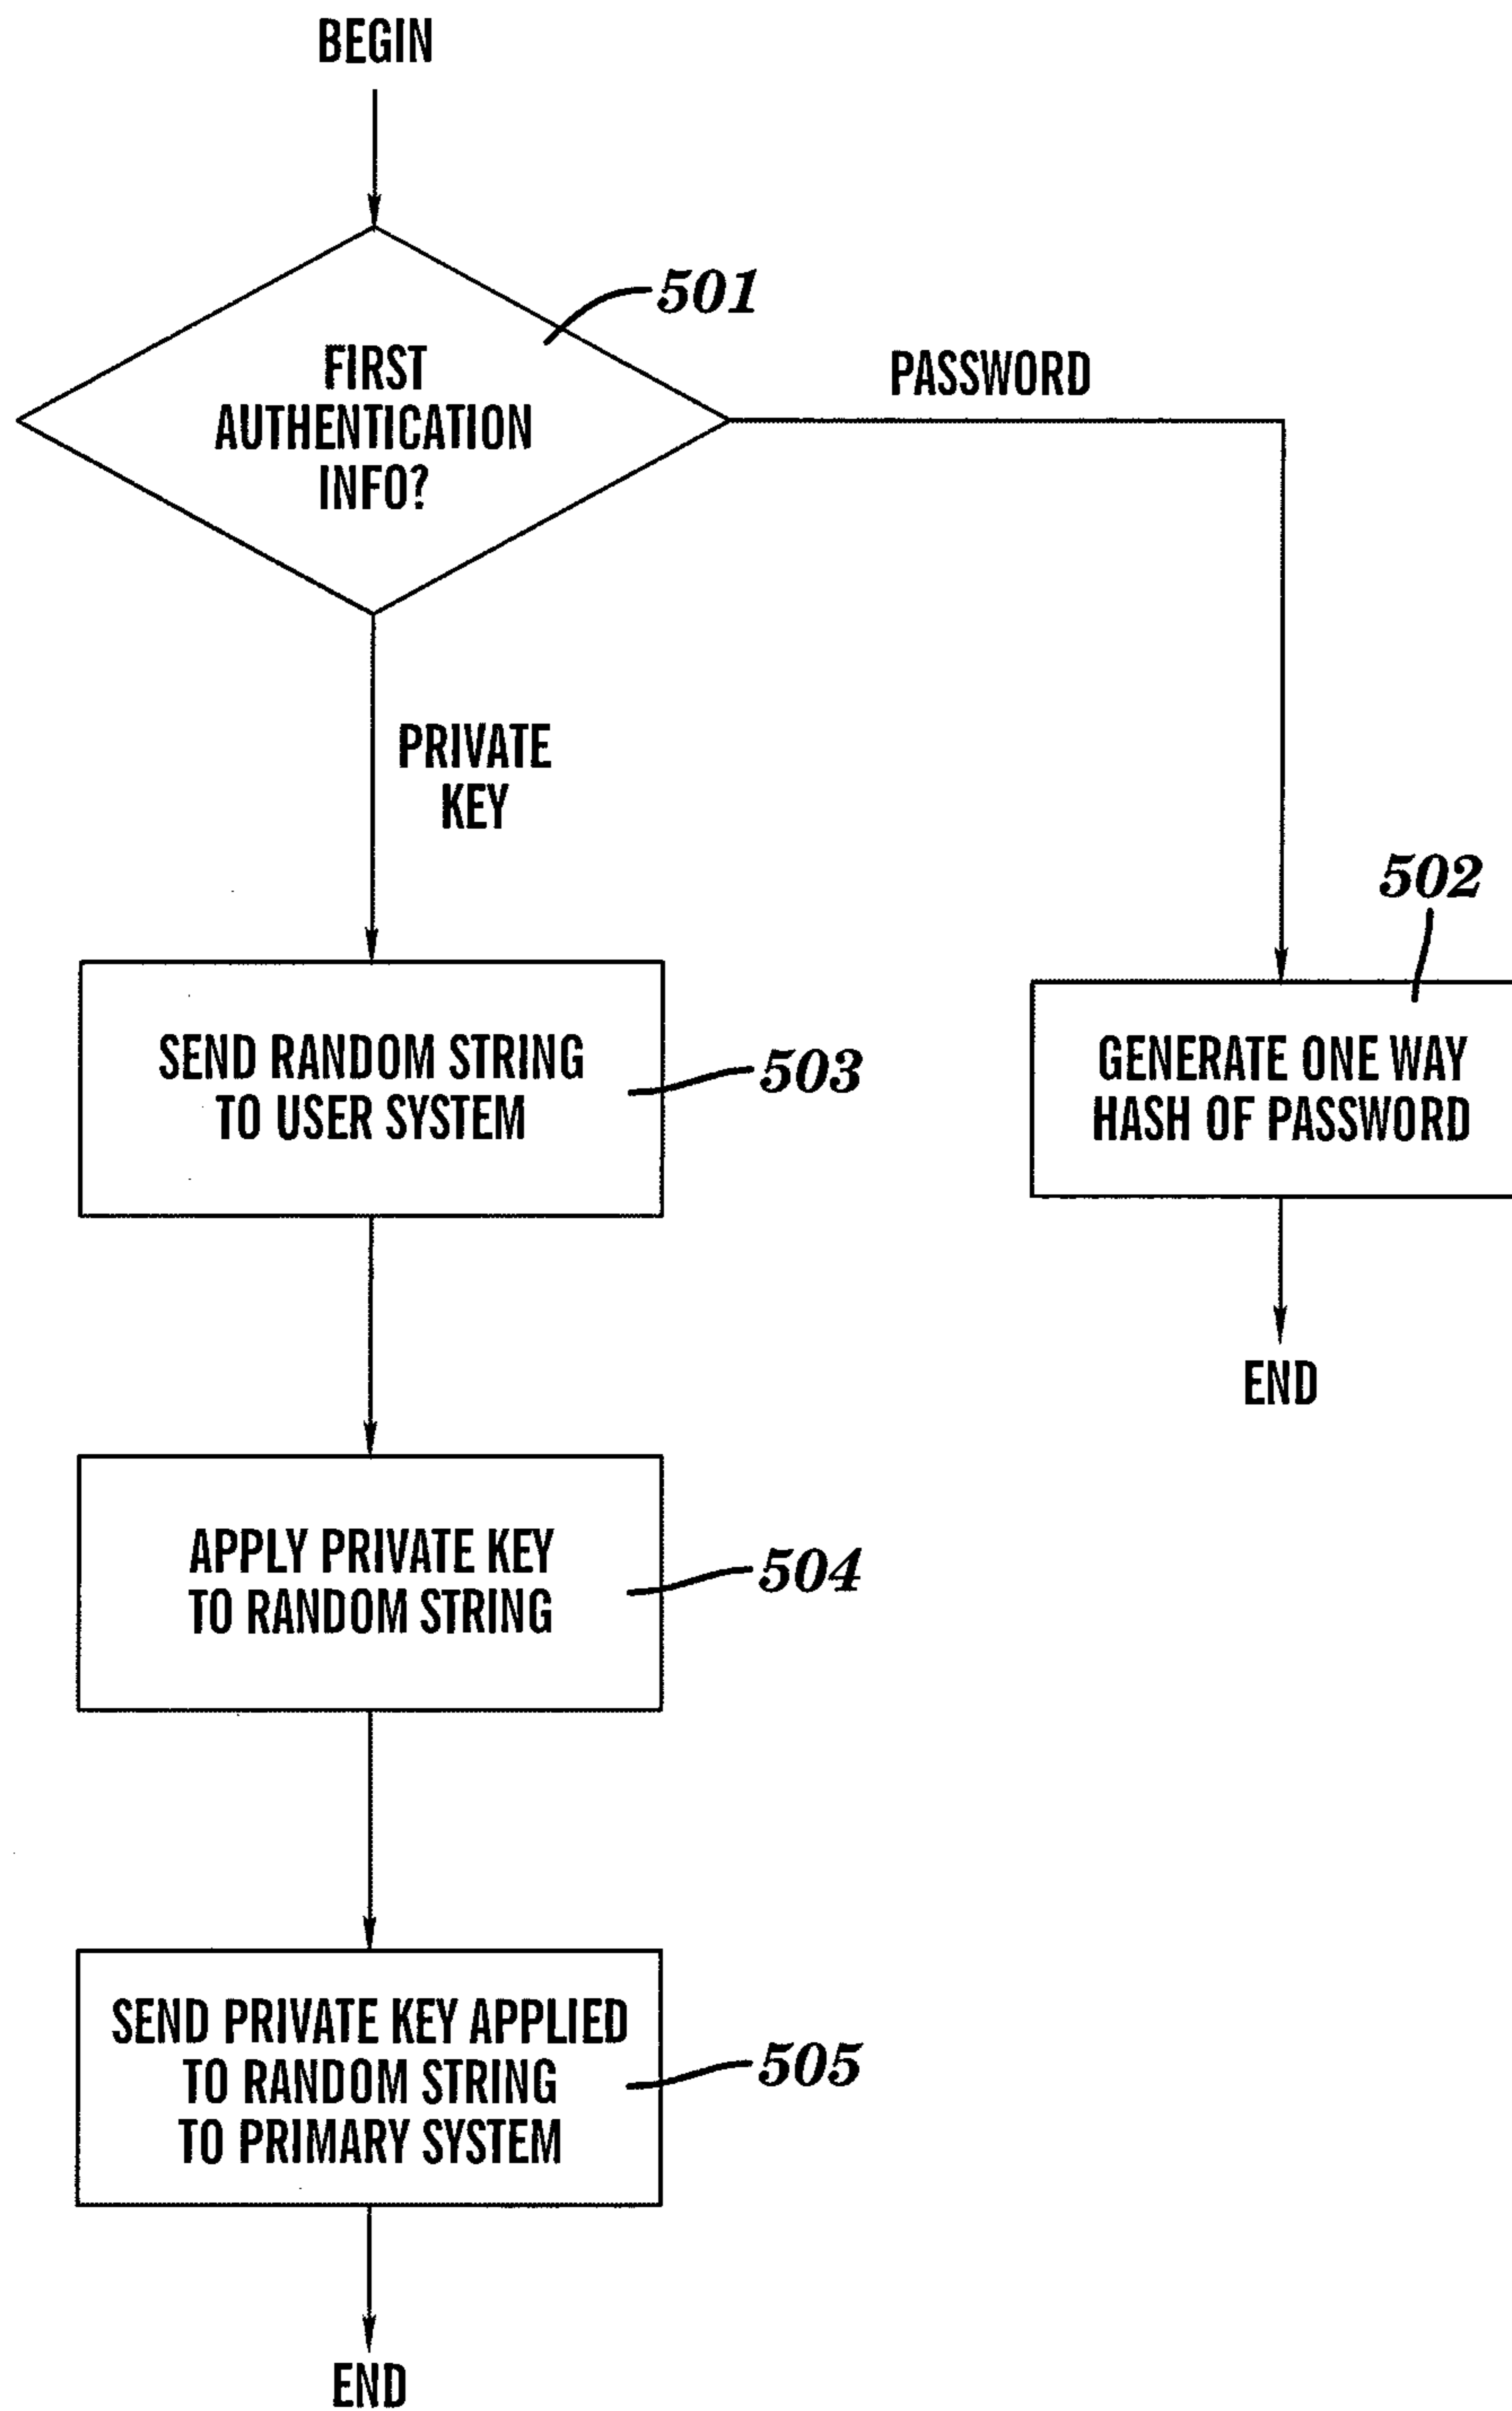 BEGIN
501
FIRST
AUTHENTICATION
INFO?
PASSWORD
PRIVATE
KEY
502
SEND RANDOM STRING
TO USER SYSTEM
503
GENERATE ONE WAY
HASH OF PASSWORD
END
APPLY PRIVATE KEY
TO RANDOM STRING
504
SEND PRIVATE KEY APPLIED
TO RANDOM STRING
TO PRIMARY SYSTEM
505
END